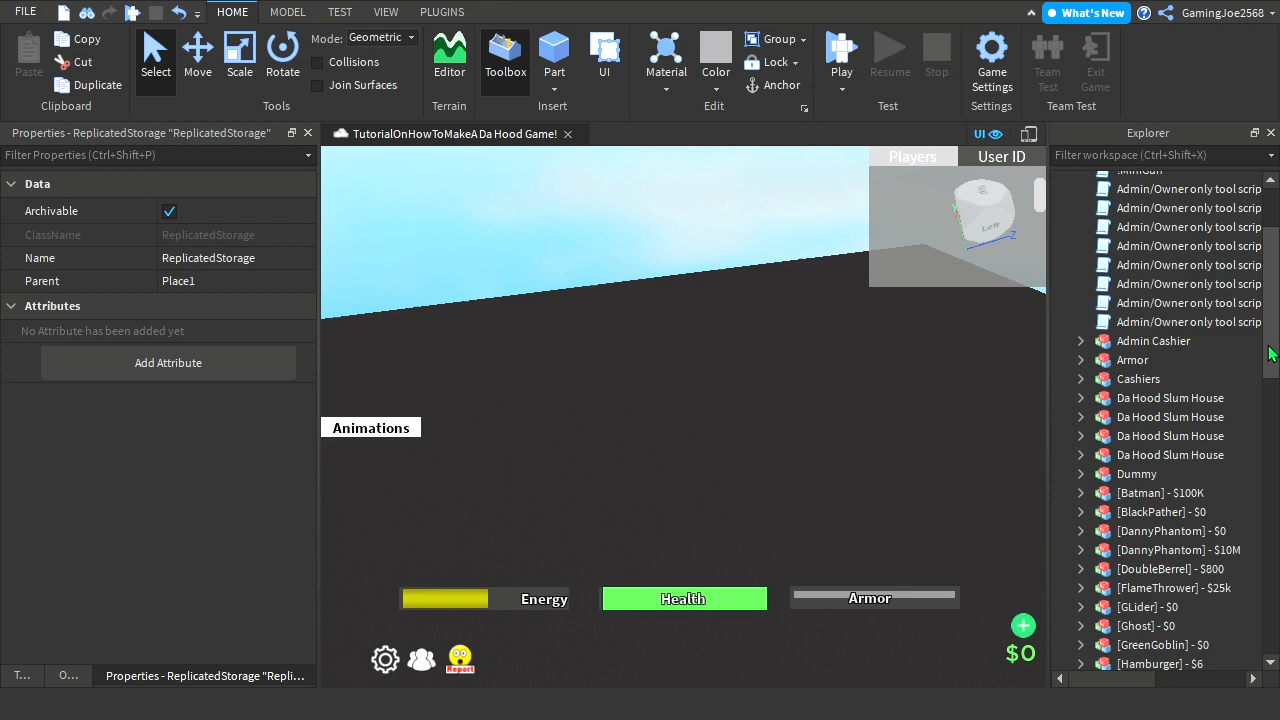 FILE
HOME
MODEL
TEST
VIEW
PLUGINS
What's New
GamingJoe2568
Paste
Copy
Cut
Duplicate
Clipboard
Select
Move
Scale
Rotate
Mode:
Geometric
Collisions
Join Surfaces
Tools
Editor
Terrain
Toolbox
Part
UI
Insert
Material
Color
Group
Lock
Anchor
Edit
Play
Resume
Stop
Test
Game
Settings
Settings
Team
Test
Exit
Game
Team Test
Properties - ReplicatedStorage "ReplicatedStorage"
Filter Properties (Ctrl+Shift+P)
Data
Archivable
ClassName ReplicatedStorage
Name ReplicatedStorage
Parent Place1
Attributes
No Attribute has been added yet
Add Attribute
T...
O...
Properties - ReplicatedStorage "Repli...
TutorialOnHowToMakeADa Hood Game!
UI
Players
User ID
Left
Z
Animations
Energy
Health
Armor
Report
$0
Explorer
Filter workspace (Ctrl+Shift+X)
!MiniGun
Admin/Owner only tool scrip
Admin/Owner only tool scrip
Admin/Owner only tool scrip
Admin/Owner only tool scrip
Admin/Owner only tool scrip
Admin/Owner only tool scrip
Admin/Owner only tool scrip
Admin/Owner only tool scrip
Admin Cashier
Armor
Cashiers
Da Hood Slum House
Da Hood Slum House
Da Hood Slum House
Da Hood Slum House
Dummy
[Batman] - $100K
[BlackPather] - $0
[DannyPhantom] - $0
[DannyPhantom] - $10M
[DoubleBerrel] - $800
[FlameThrower] - $25k
[GLider] - $0
[Ghost] - $0
[GreenGoblin] - $0
[Hamburger] - $6